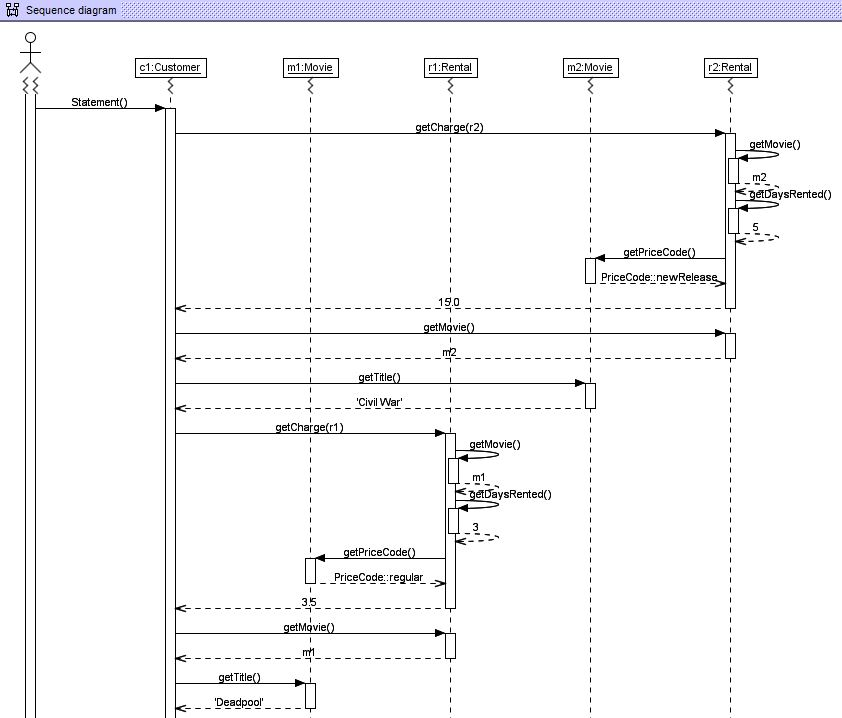 Sequence diagram
c1:Customer
m1:Movie
r1:Rental
m2:Movie
r2:Rental
Statement()
getCharge(r2)
getMovie()
m2
getDaysRented()
5
getPriceCode()
PriceCode::newRelease
15.0
getMovie()
m2
getTitle()
'Civil War'
getCharge(r1)
getMovie()
m1
getDaysRented()
3
getPriceCode()
PriceCode::regular
3.5
getMovie()
m1
getTitle()
'Deadpool'